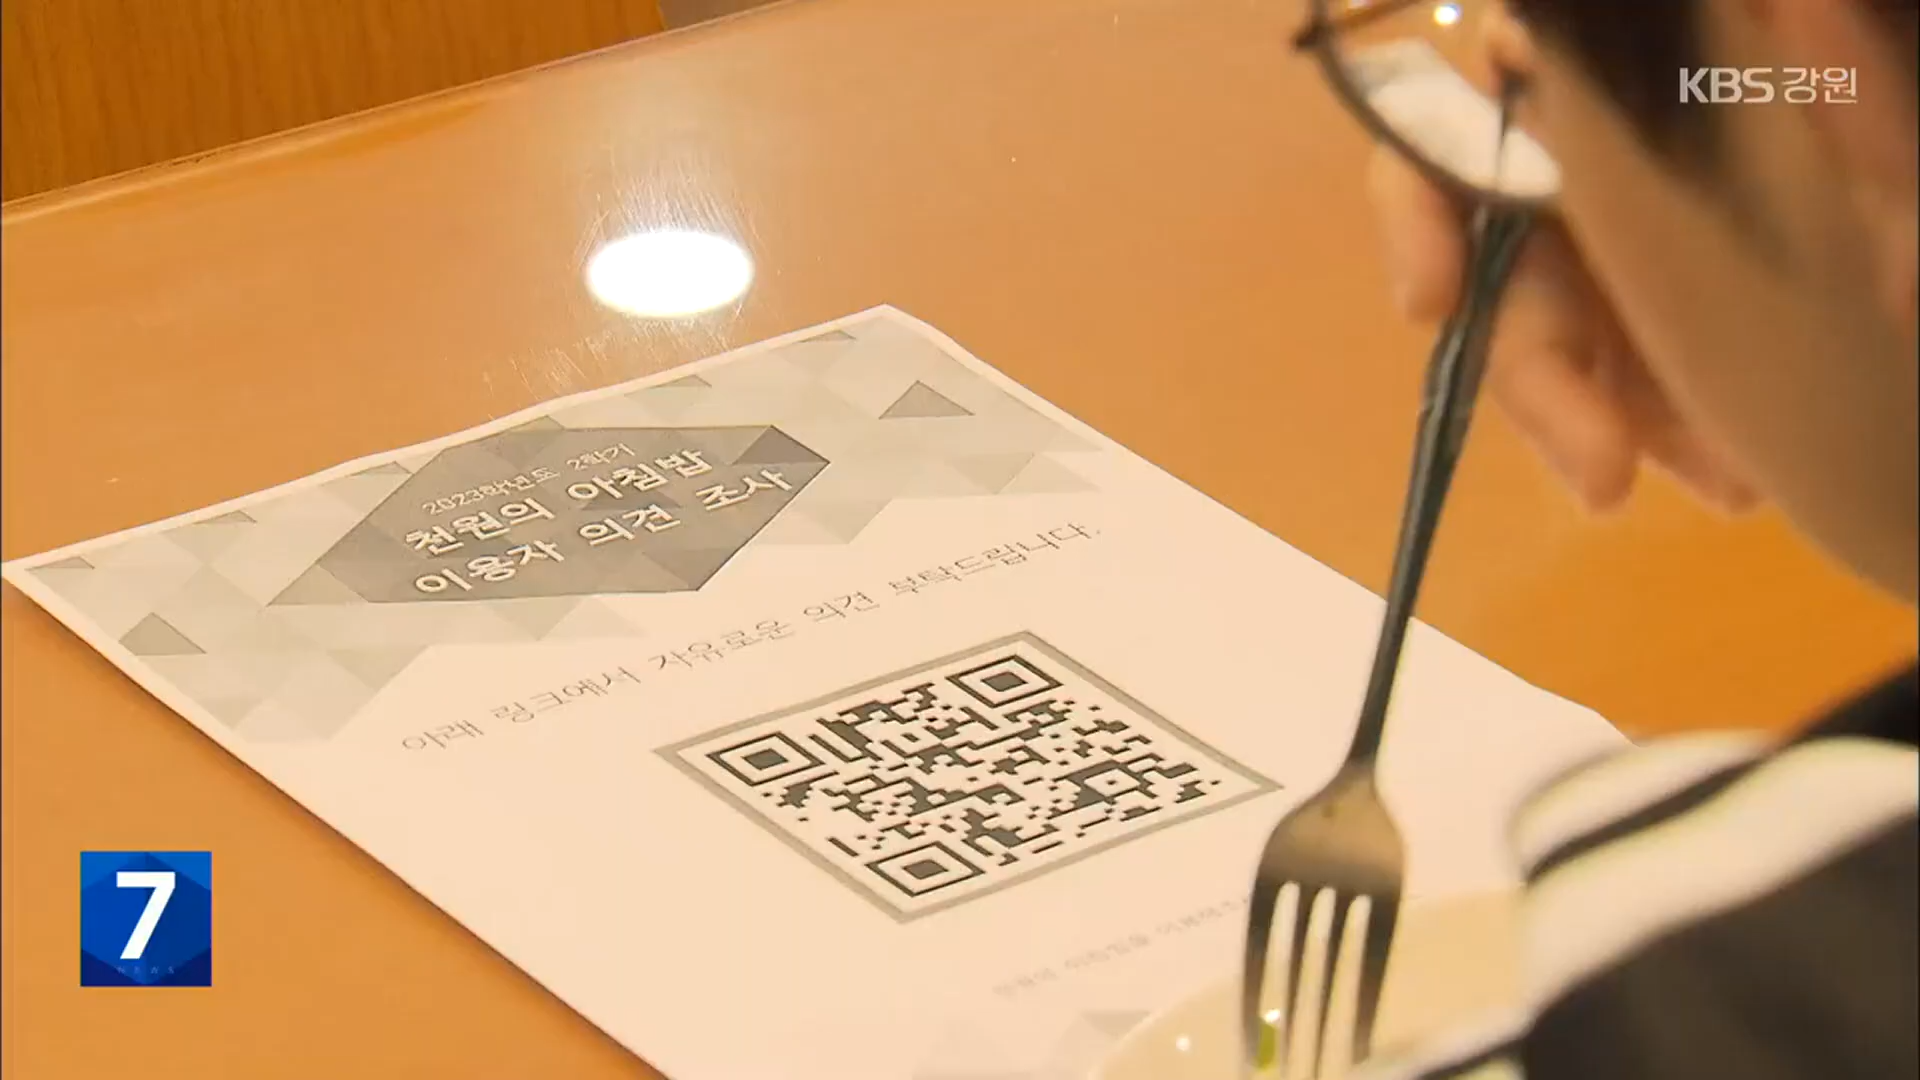 KBS 강원
2023학년도 2학기
천원의 아침밥
이용자 의견 조사
아래 링크에서 자유로운 의견 부탁드립니다.
7
NEWS